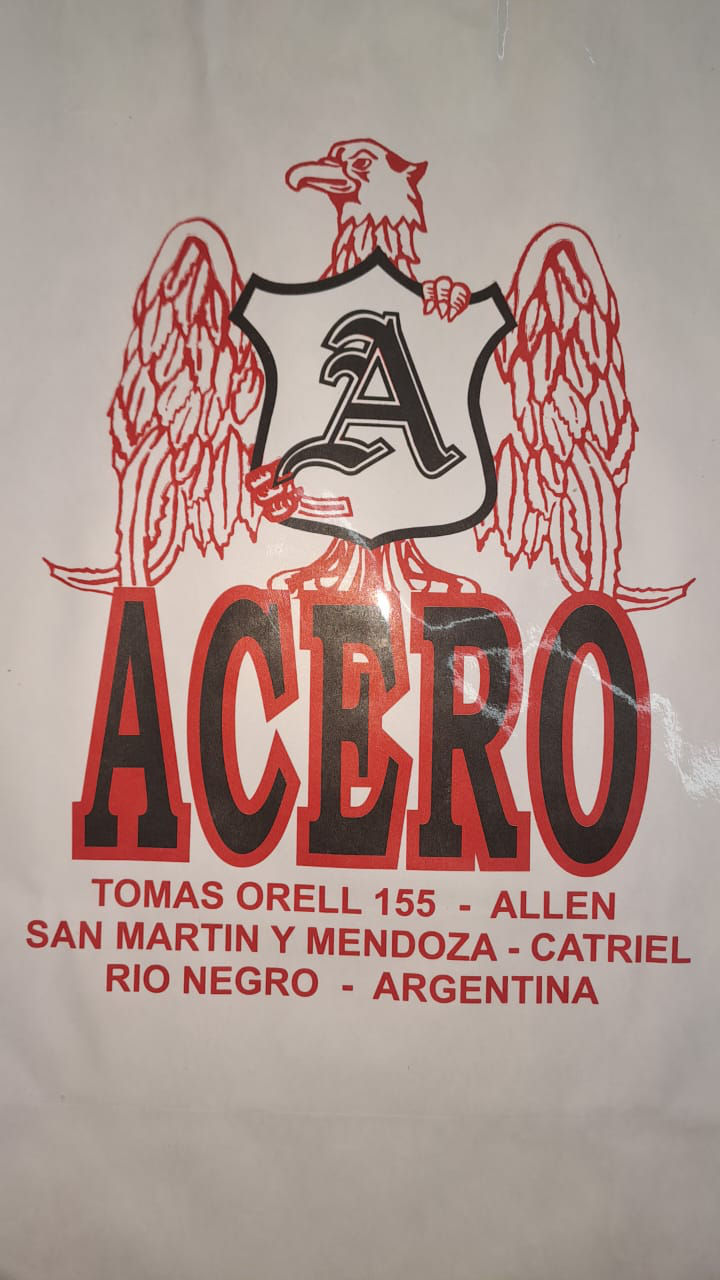 A
ACERO
TOMAS ORELL 155 - ALLEN
SAN MARTIN Y MENDOZA - CATRIEL
RIO NEGRO - ARGENTINA